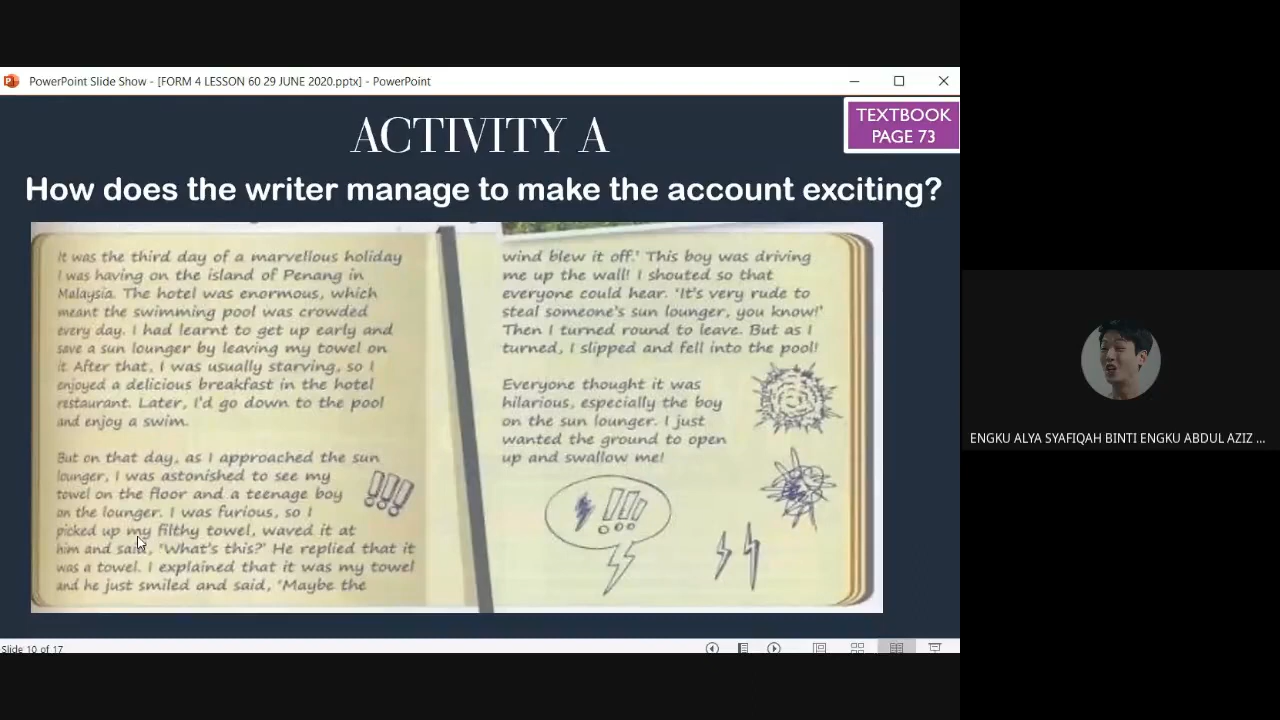 PowerPoint Slide Show - [FORM 4 LESSON 60 29 JUNE 2020.pptx] - PowerPoint
ACTIVITY A
TEXTBOOK
PAGE 73
How does the writer manage to make the account exciting?
It was the third day of a marvellous holiday
I was having on the island of Penang in
Malaysia. The hotel was enormous, which
meant the swimming pool was crowded
every day. I had learnt to get up early and
save a sun lounger by leaving my towel on
it. After that, I was usually starving, so I
enjoyed a delicious breakfast in the hotel
restaurant. Later, I'd go down to the pool
and enjoy a swim.
But on that day, as I approached the sun
lounger, I was astonished to see my
towel on the floor and a teenage boy
on the lounger. I was furious, so I
picked up my filthy towel, waved it at
him and said, 'What's this?' He replied that it
was a towel. I explained that it was my towel
and he just smiled and said, 'Maybe the
wind blew it off.' This boy was driving
me up the wall! I shouted so that
everyone could hear. 'It's very rude to
steal someone's sun lounger, you know!'
Then I turned round to leave. But as I
turned, I slipped and fell into the pool!
Everyone thought it was
hilarious, especially the boy
on the sun lounger. I just
wanted the ground to open
up and swallow me!
!!!
!!!
Slide 10 of 17
ENGKU ALYA SYAFIQAH BINTI ENGKU ABDUL AZIZ ...